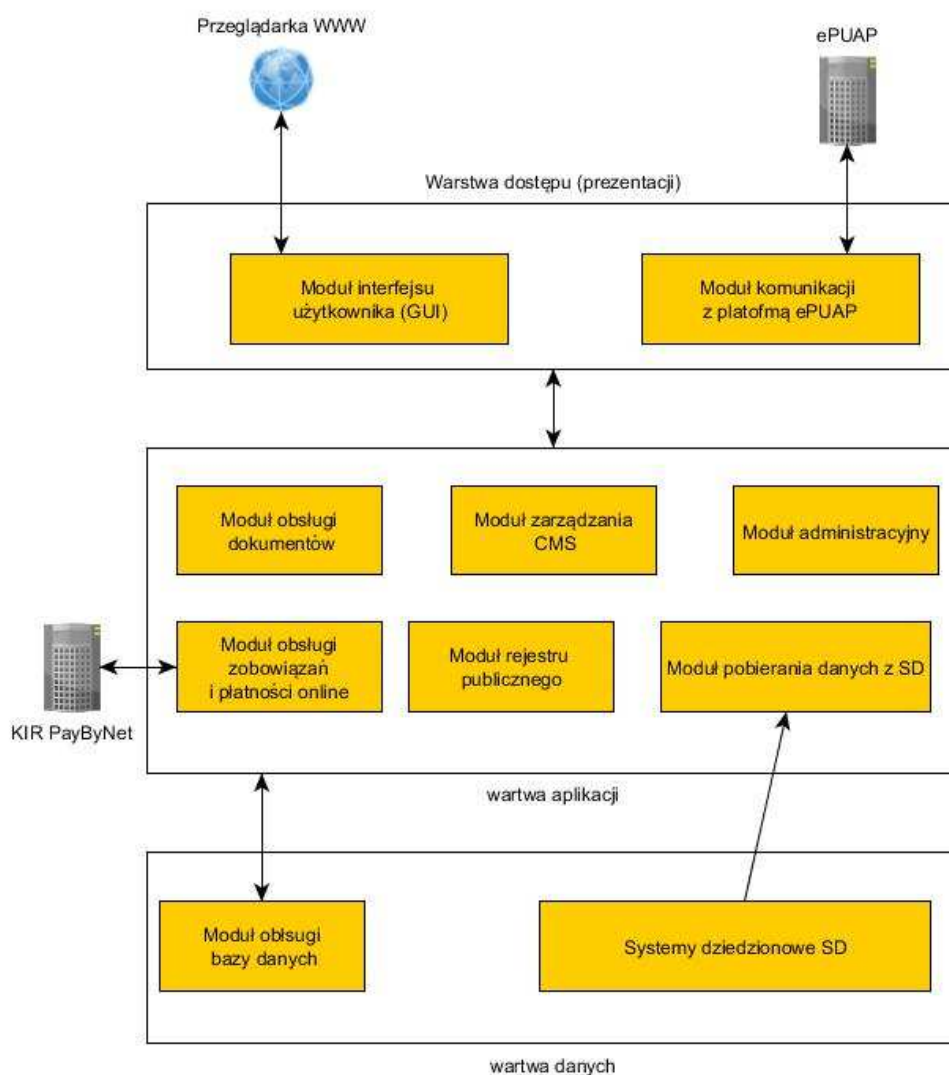 Przeglądarka WWW
ePUAP
Warstwa dostępu (prezentacji)
Moduł interfejsu
użytkownika (GUI)
Moduł komunikacji
z platofmą ePUAP
Moduł obsługi
dokumentów
Moduł zarządzania
CMS
Moduł administracyjny
Moduł obsługi
zobowiązań
i płatności online
Moduł rejestru
publicznego
Moduł pobierania danych z SD
KIR PayByNet
wartwa aplikacji
Moduł obłsugi
bazy danych
Systemy dziedzionowe SD
wartwa danych